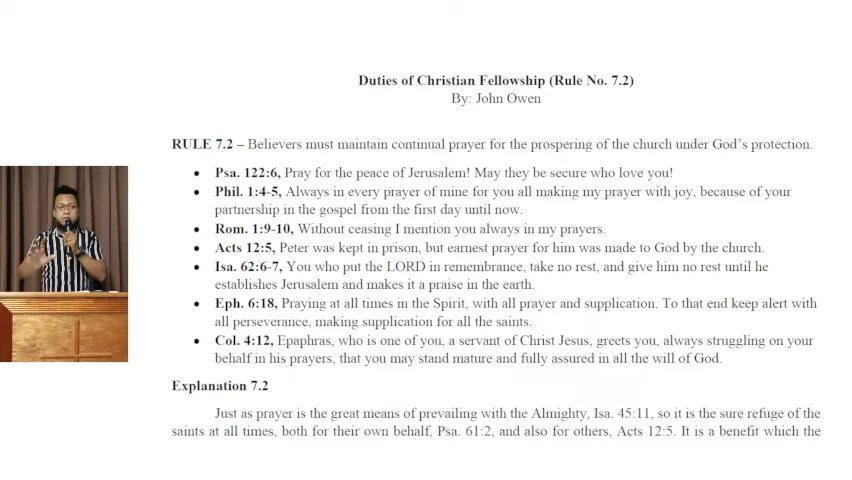 Duties of Christian Fellowship (Rule No. 7.2)
By: John Owen
RULE 7.2 – Believers must maintain continual prayer for the prospering of the church under God's protection.
• Psa. 122:6, Pray for the peace of Jerusalem! May they be secure who love you!
• Phil. 1:4-5, Always in every prayer of mine for you all making my prayer with joy, because of your
partnership in the gospel from the first day until now.
• Rom. 1:9-10, Without ceasing I mention you always in my prayers.
• Acts 12:5, Peter was kept in prison, but earnest prayer for him was made to God by the church.
• Isa. 62:6-7, You who put the LORD in remembrance, take no rest, and give him no rest until he
establishes Jerusalem and makes it a praise in the earth.
• Eph. 6:18, Praying at all times in the Spirit, with all prayer and supplication. To that end keep alert with
all perseverance, making supplication for all the saints.
• Col. 4:12, Epaphras, who is one of you, a servant of Christ Jesus, greets you, always struggling on your
behalf in his prayers, that you may stand mature and fully assured in all the will of God.
Explanation 7.2
Just as prayer is the great means of prevailing with the Almighty, Isa. 45:11, so it is the sure refuge of the
saints at all times, both for their own behalf, Psa. 61:2, and also for others, Acts 12:5. It is a benefit which the